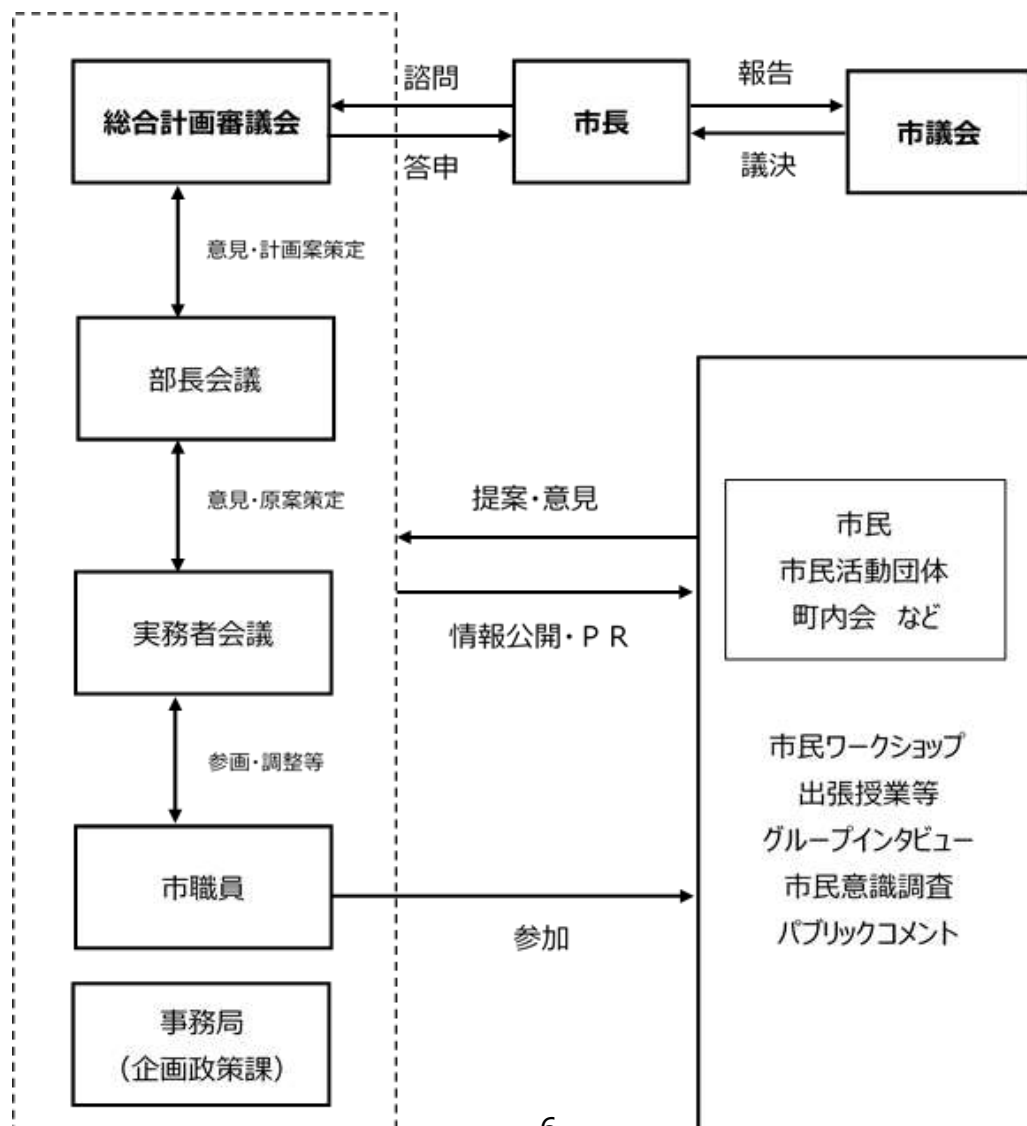 諮問
報告
総合計画審議会
市長
市議会
答申
議決
意見・計画案策定
部長会議
意見・原案策定
提案・意見
市民
市民活動団体
町内会　など
実務者会議
情報公開・ＰＲ
参画・調整等
市民ワークショップ
出張授業等
グループインタビュー
市民意識調査
パブリックコメント
市職員
参加
事務局
（企画政策課）
6